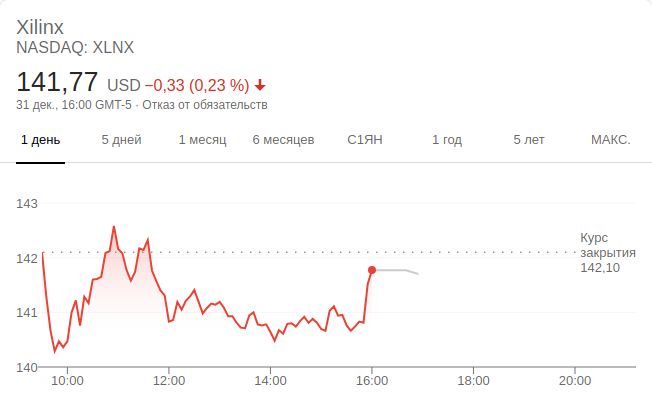 Xilinx
NASDAQ: XLNX
141,77 USD −0,33 (0,23 %)
31 дек., 16:00 GMT-5 · Отказ от обязательств
1 день 5 дней 1 месяц 6 месяцев С1ЯН 1 год 5 лет МАКС.
143
142
141
140
Курс
закрытия
142,10
10:00 12:00 14:00 16:00 18:00 20:00